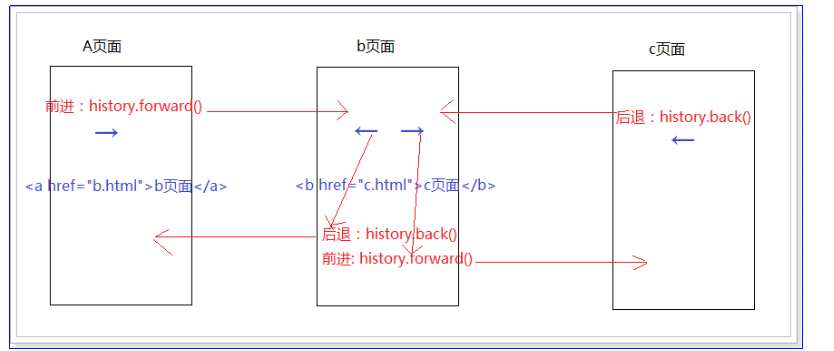 A页面
b页面
c页面
前进：history.forward()
后退：history.back()
→
← →
←
<a href="b.html">b页面</a>
<b href="c.html">c页面</b>
后退：history.back()
前进: history.forward()